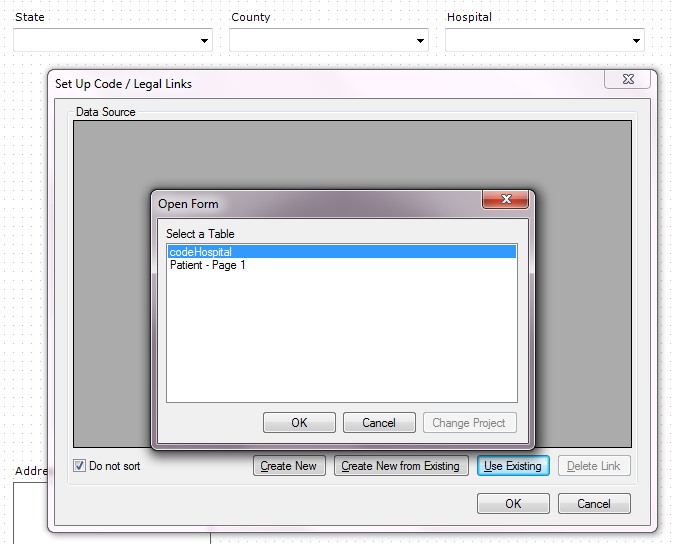 State County Hospital
Set Up Code / Legal Links
Data Source
Open Form
Select a Table
codeHospital
Patient - Page 1
OK Cancel Change Project
Addre
Do not sort Create New Create New from Existing Use Existing Delete Link
OK Cancel